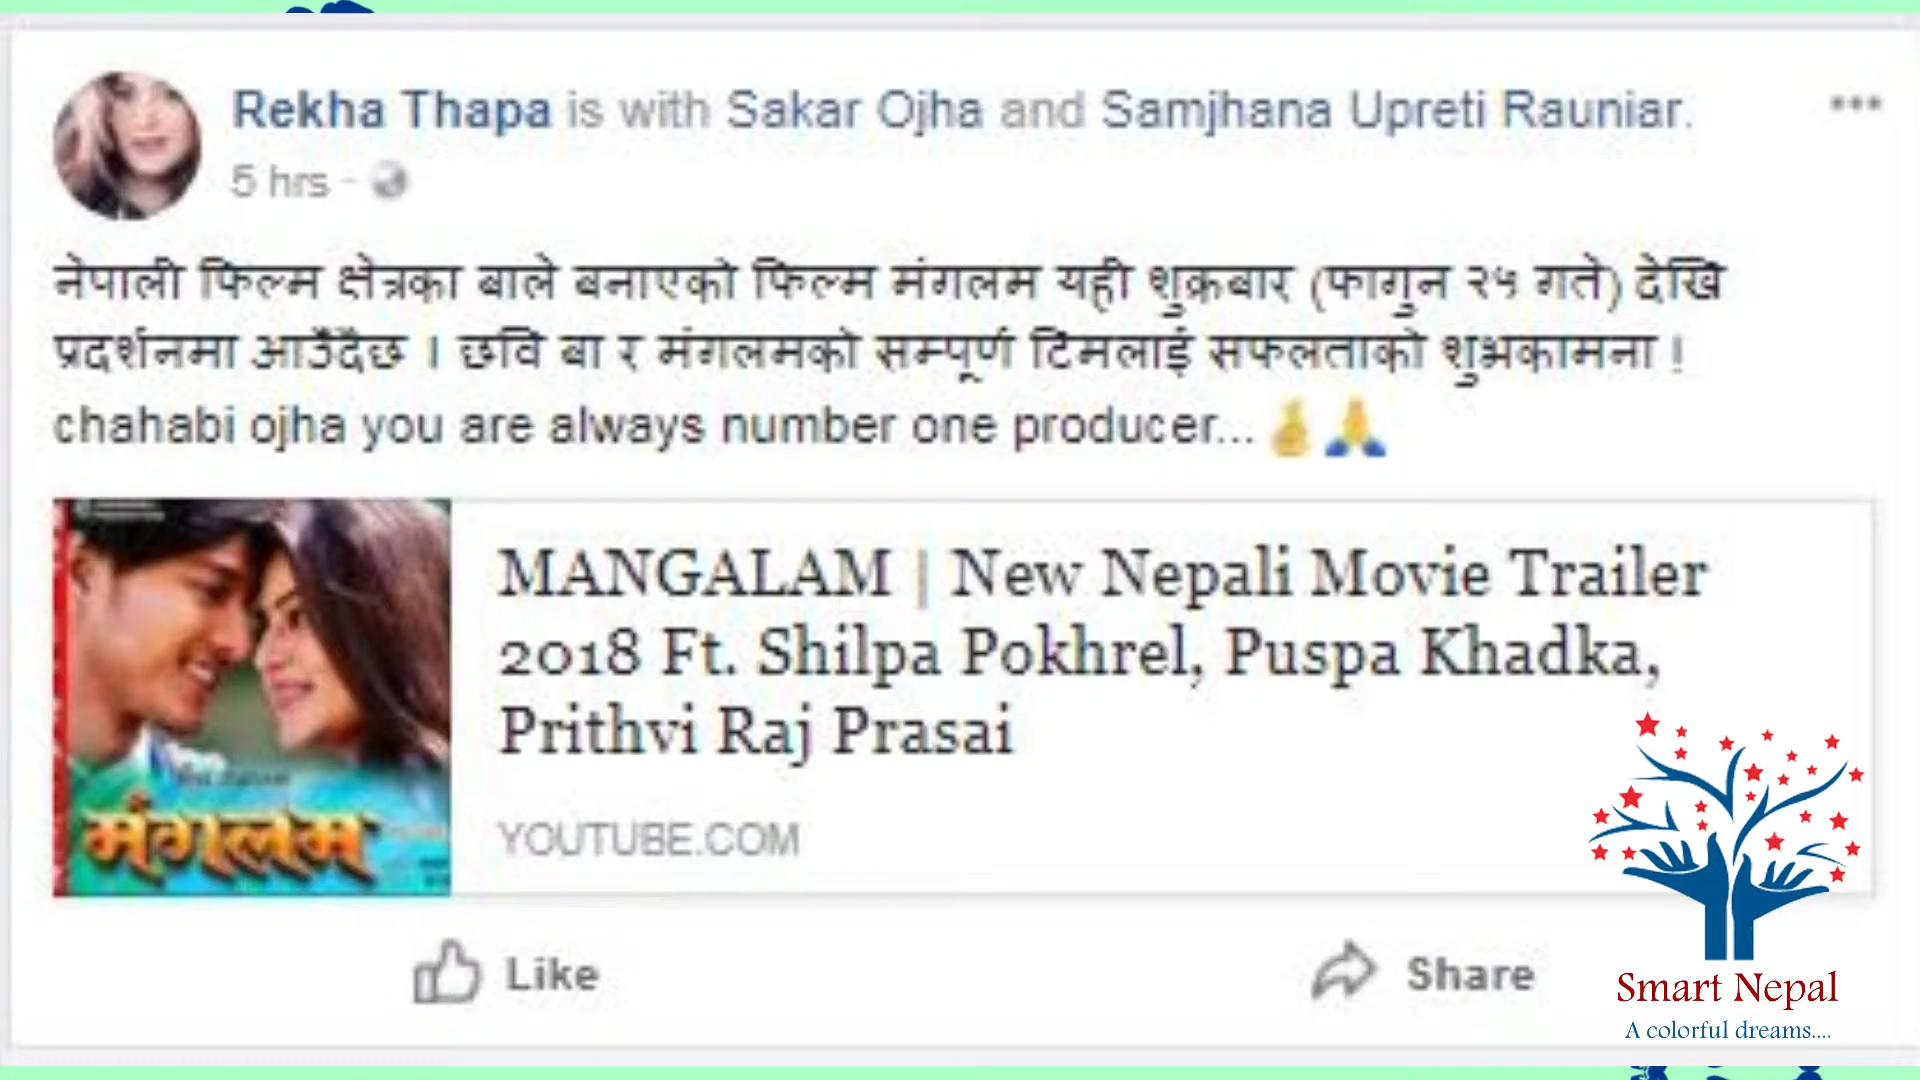 Rekha Thapa is with Sakar Ojha and Samjhana Upreti Rauniar.
5 hrs -
नेपाली फिल्म क्षेत्रका बाले बनाएको फिल्म मंगलम यही शुक्रबार (फागुन २५ गते) देखि
प्रदर्शनमा आउँदैछ । छवि बा र मंगलमको सम्पूर्ण टिमलाई सफलताको शुभकामना !
chahabi ojha you are always number one producer...
MANGALAM | New Nepali Movie Trailer
2018 Ft. Shilpa Pokhrel, Puspa Khadka,
Prithvi Raj Prasai
मंगलम
YOUTUBE.COM
Like
Share
Smart Nepal
A colorful dreams....